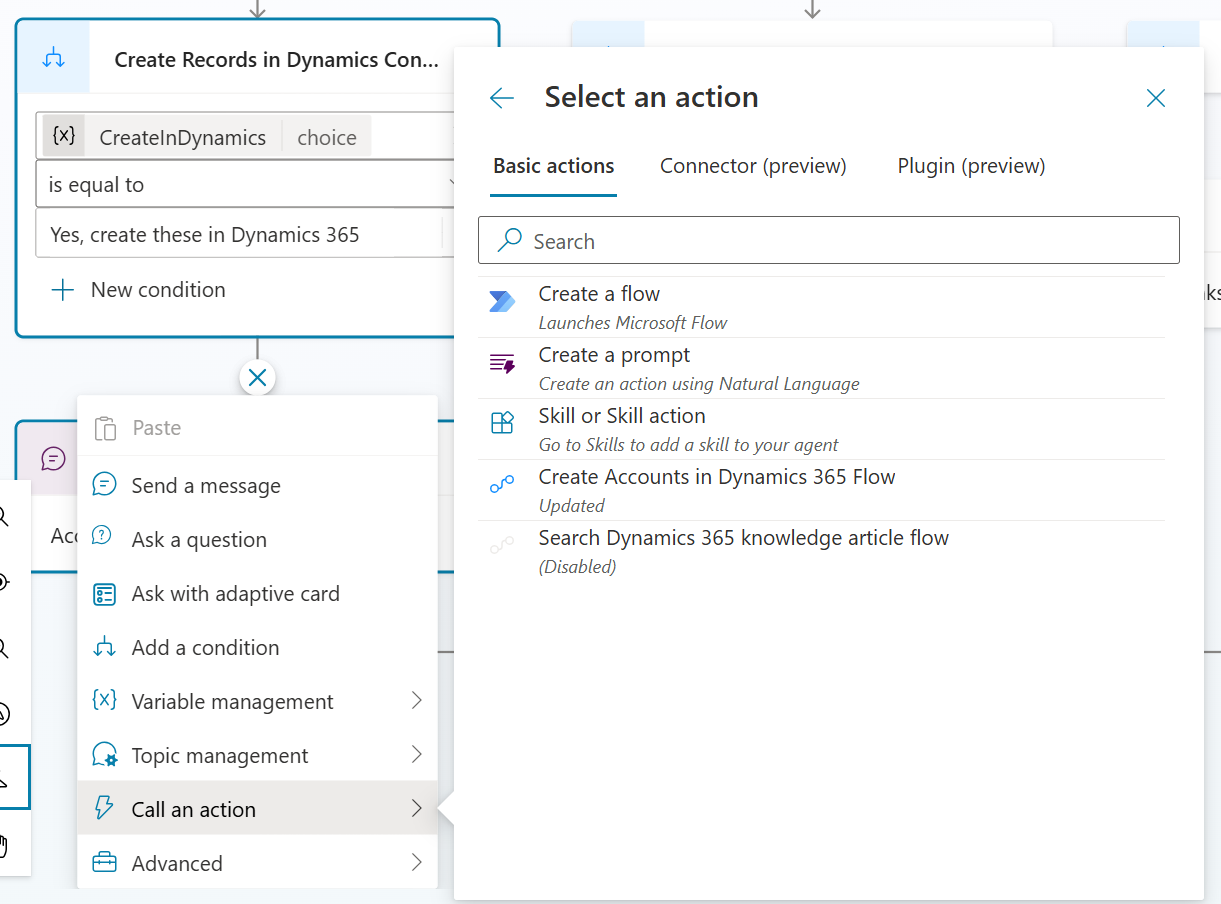 Create Records in Dynamics Con...
{x} CreateInDynamics choice
is equal to
Yes, create these in Dynamics 365
New condition
Paste
Send a message
Ask a question
Ask with adaptive card
Add a condition
{x} Variable management
Topic management
Call an action
Advanced
Select an action
Basic actions Connector (preview) Plugin (preview)
Search
Create a flow
Launches Microsoft Flow
Create a prompt
Create an action using Natural Language
Skill or Skill action
Go to Skills to add a skill to your agent
Create Accounts in Dynamics 365 Flow
Updated
Search Dynamics 365 knowledge article flow
(Disabled)